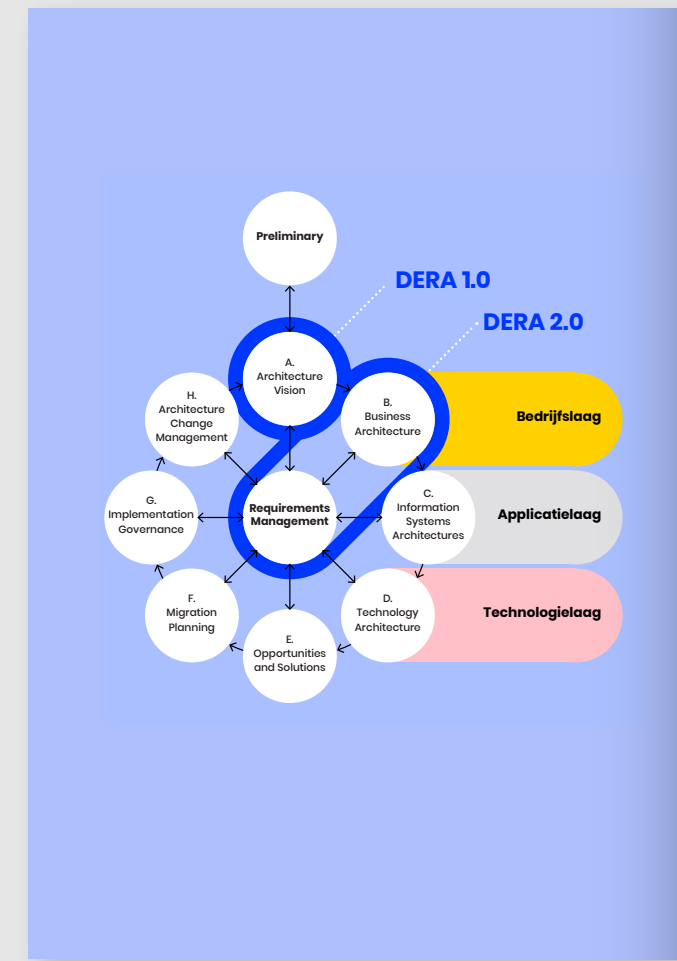 Preliminary
DERA 1.0
DERA 2.0
A.
Architecture
Vision
H.
Architecture
Change
Management
B.
Business
Architecture
Bedrijfslaag
G.
Implementation
Governance
Requirements
Management
C.
Information
Systems
Architectures
Applicatielaag
F.
Migration
Planning
D.
Technology
Architecture
Technologielaag
E.
Opportunities
and Solutions